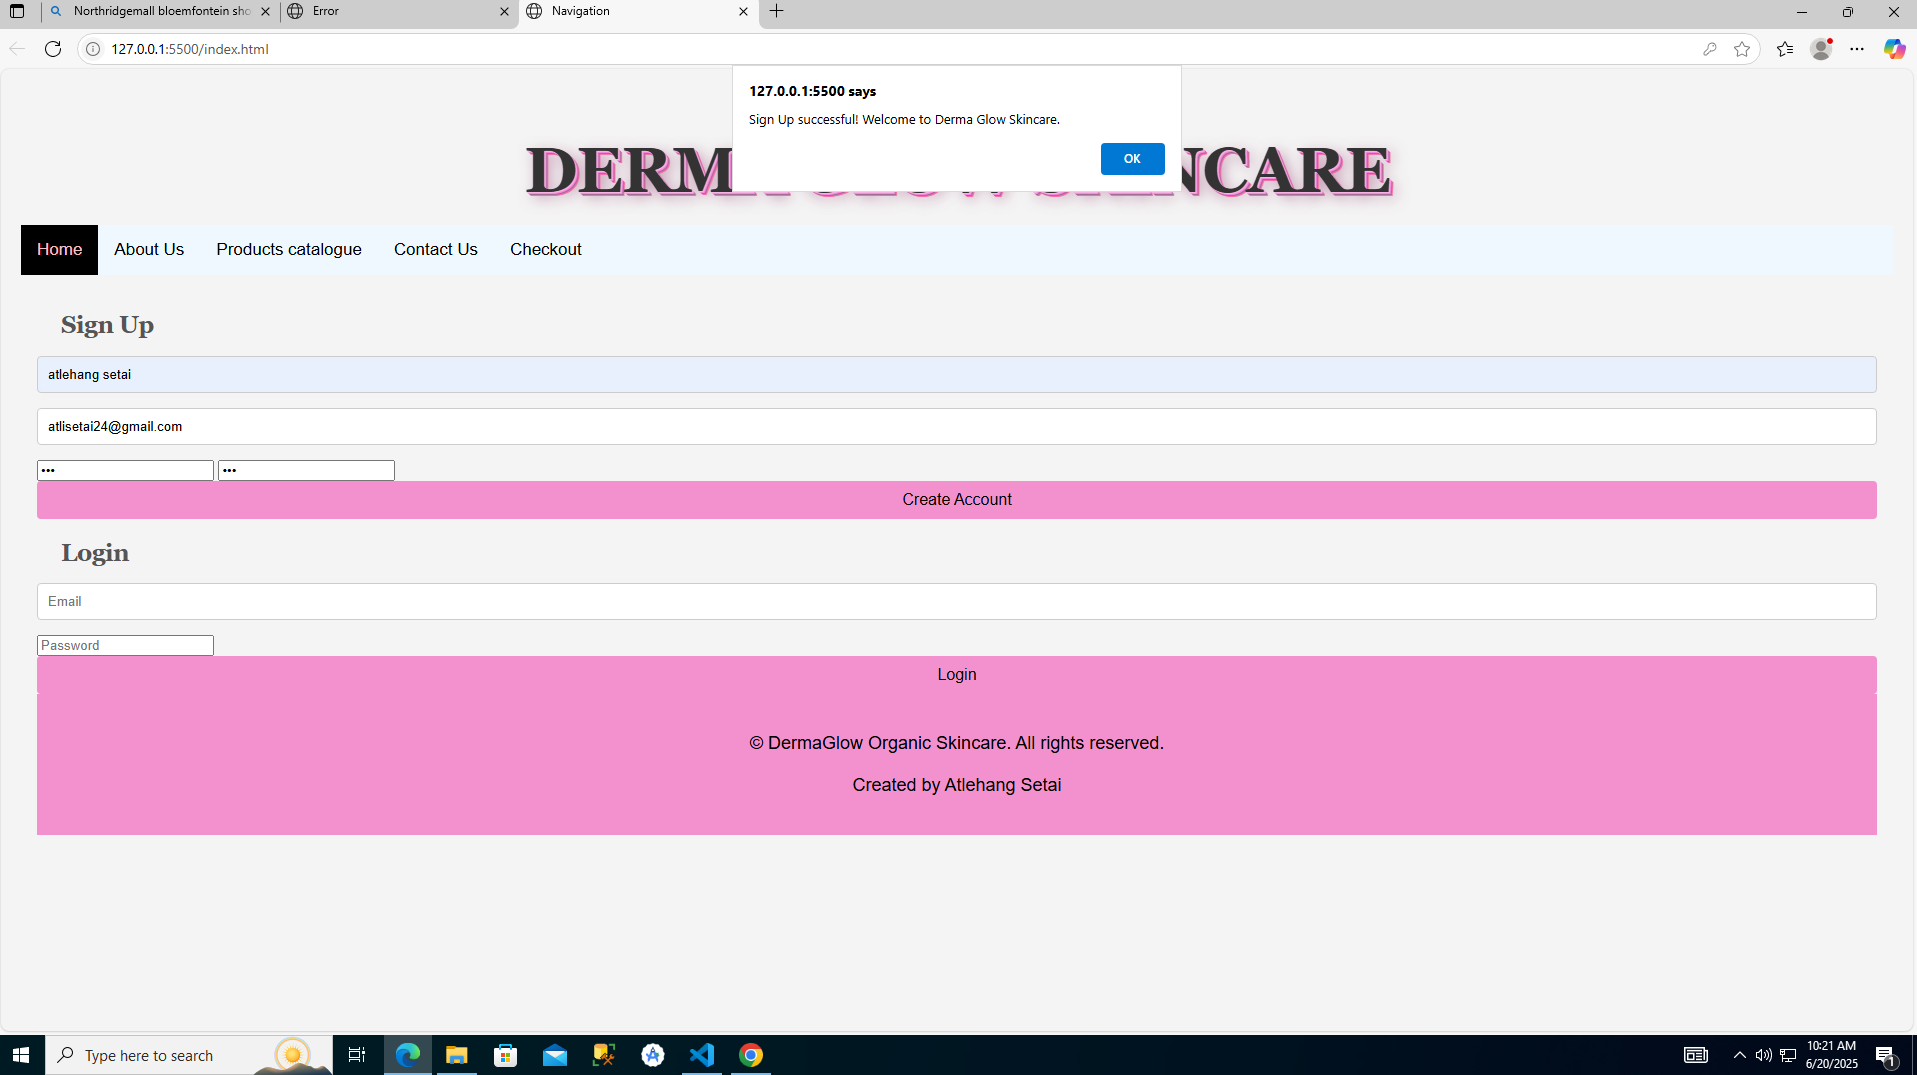 Northridgemall bloemfontein sho
Error
Navigation
127.0.0.1:5500/index.html
127.0.0.1:5500 says
Sign Up successful! Welcome to Derma Glow Skincare.
OK
Home
About Us
Products catalogue
Contact Us
Checkout
Sign Up
atlehang setai
atlisetai24@gmail.com
••• •••
Create Account
Login
Email
Password
Login
© DermaGlow Organic Skincare. All rights reserved.
Created by Atlehang Setai
Type here to search
10:21 AM
6/20/2025
1